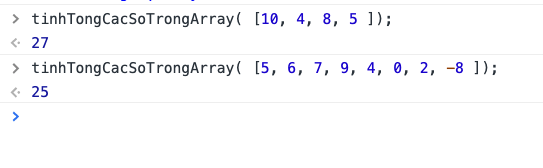 > tinhTongCacSoTrongArray( [10, 4, 8, 5 ]);
27
> tinhTongCacSoTrongArray( [5, 6, 7, 9, 4, 0, 2, -8 ]);
25
>